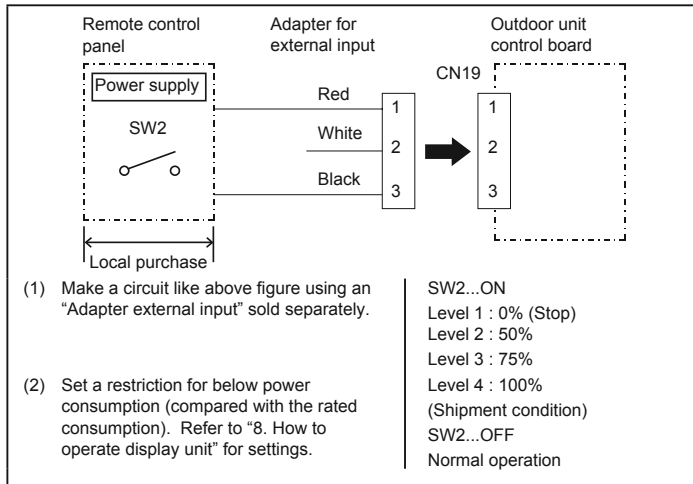 Remote control
panel
Adapter for
external input
Outdoor unit
control board
Power supply
SW2
Red
White
Black
1
2
3
CN19
1
2
3
Local purchase
(1) Make a circuit like above figure using an
“Adapter external input” sold separately.
(2) Set a restriction for below power
consumption (compared with the rated
consumption). Refer to “8. How to
operate display unit” for settings.
SW2...ON
Level 1 : 0% (Stop)
Level 2 : 50%
Level 3 : 75%
Level 4 : 100%
(Shipment condition)
SW2...OFF
Normal operation